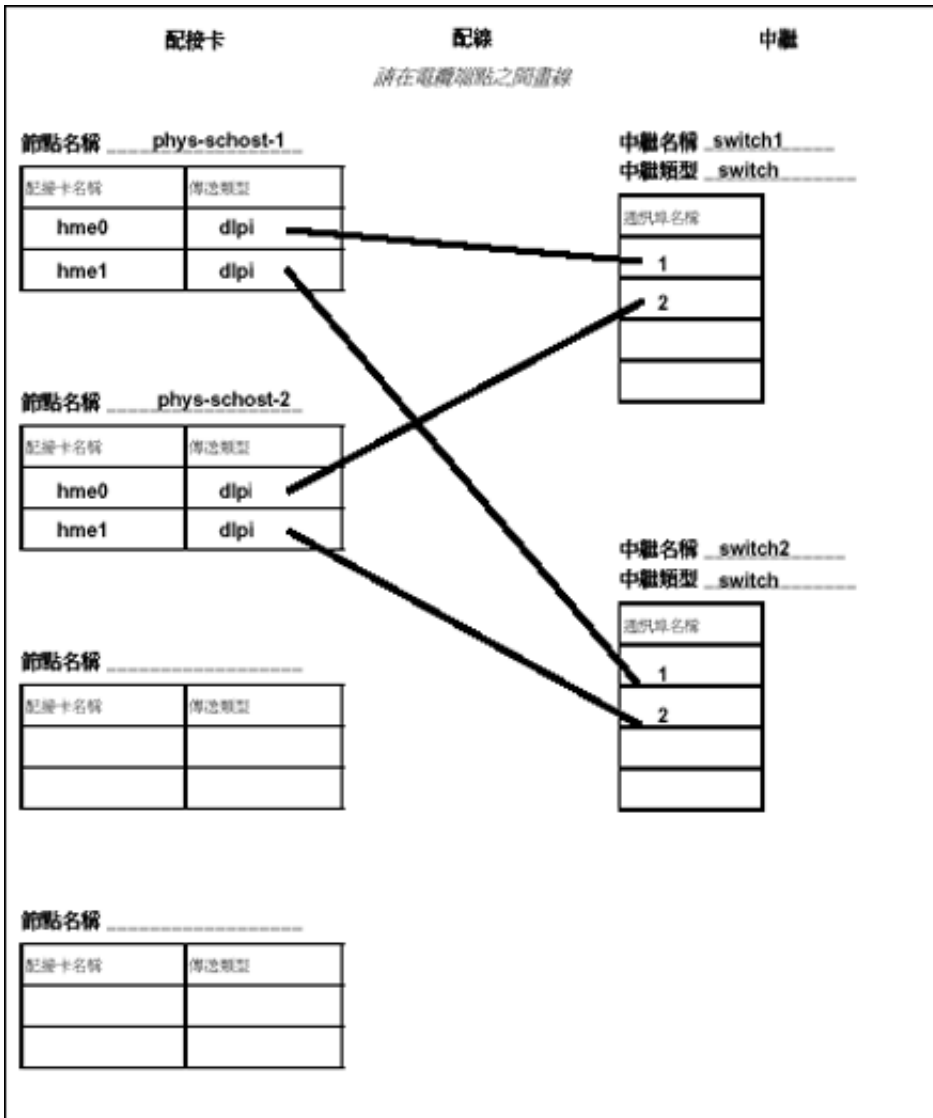 配接卡 配線 中繼
請在電纜端點之間畫線
節點名稱 phys-schost-1
配接卡名稱 傳送類型
hme0 dlpi
hme1 dlpi
節點名稱 phys-schost-2
配接卡名稱 傳送類型
hme0 dlpi
hme1 dlpi
節點名稱
配接卡名稱 傳送類型
節點名稱
配接卡名稱 傳送類型
中繼名稱 switch1
中繼類型 switch
通訊埠名稱
1
2
中繼名稱 switch2
中繼類型 switch
通訊埠名稱
1
2